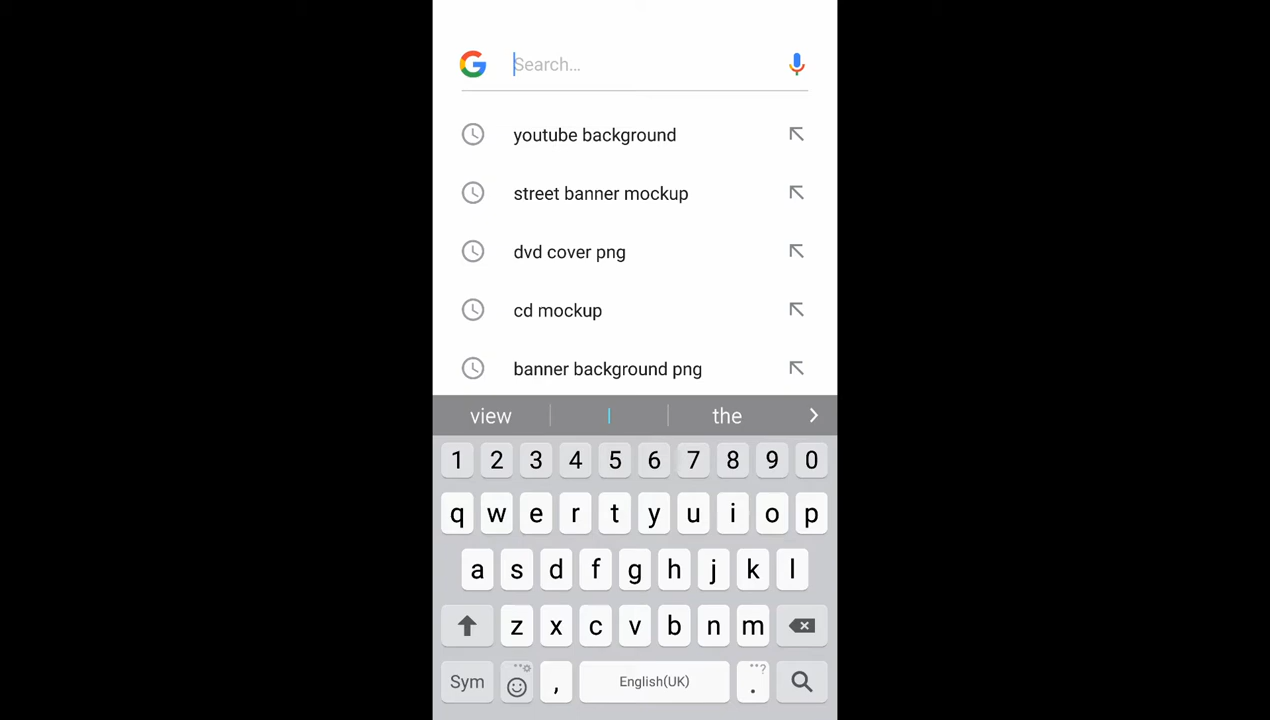 Search...
youtube background
street banner mockup
dvd cover png
cd mockup
banner background png
view I the
1 2 3 4 5 6 7 8 9 0
q w e r t y u i o p
a s d f g h j k l
z x c v b n m
Sym , English(UK) .